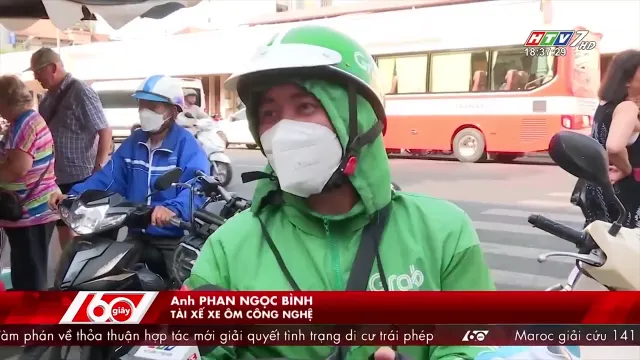 HTV7 HD
18:37:29
Grab
Grab
60 giây
Anh PHAN NGỌC BÌNH
TÀI XẾ XE ÔM CÔNG NGHỆ
àm phán về thỏa thuận hợp tác mới giải quyết tình trạng di cư trái phép 60 Maroc giải cứu 141